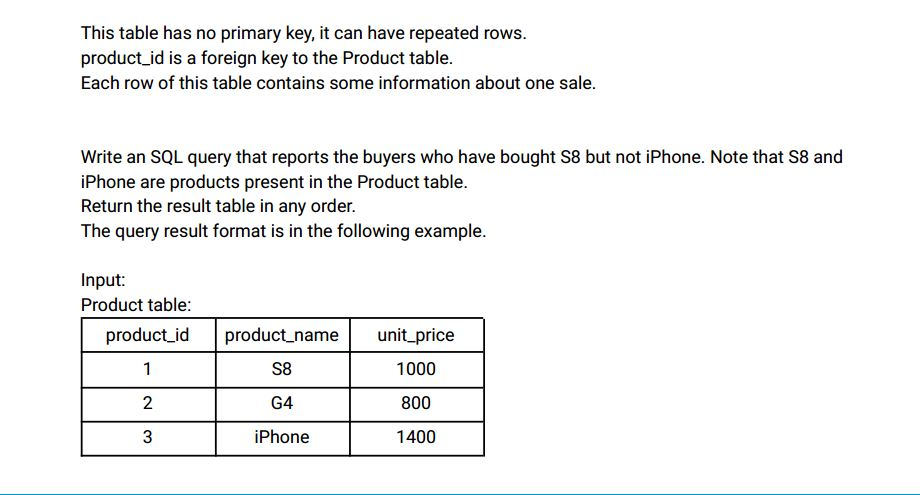 This table has no primary key, it can have repeated rows.
product_id is a foreign key to the Product table.
Each row of this table contains some information about one sale.
Write an SQL query that reports the buyers who have bought S8 but not iPhone. Note that S8 and
iPhone are products present in the Product table.
Return the result table in any order.
The query result format is in the following example.
Input:
Product table:
product_id product_name unit_price
1 S8 1000
2 G4 800
3 iPhone 1400